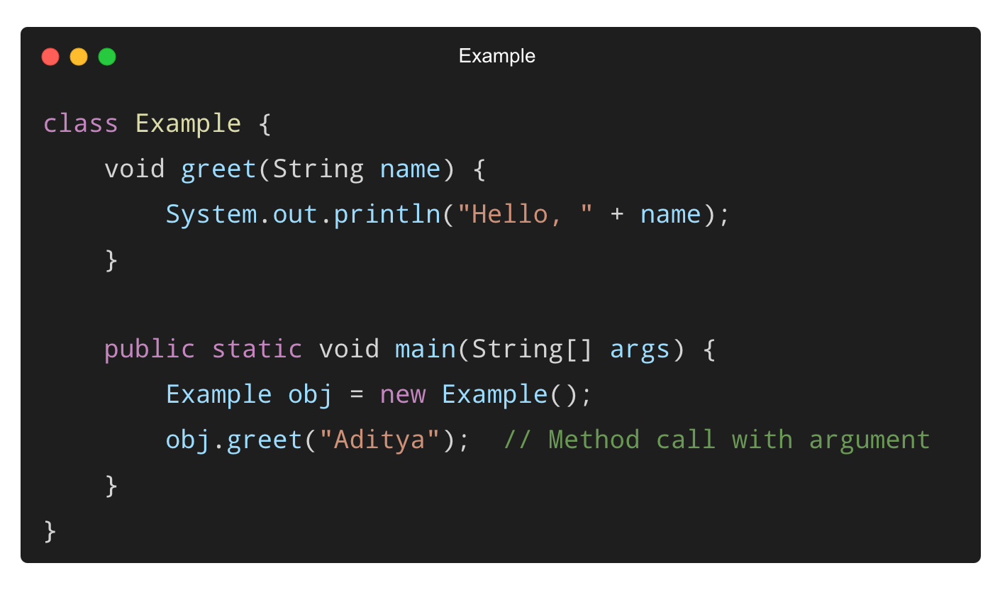 Example
class Example {
    void greet(String name) {
        System.out.println("Hello, " + name);
    }

    public static void main(String[] args) {
        Example obj = new Example();
        obj.greet("Aditya");  // Method call with argument
    }
}